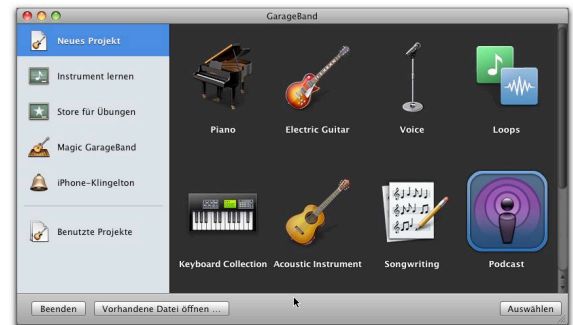 GarageBand
Neues Projekt
Instrument lernen
Store für Übungen
Magic GarageBand
iPhone-Klingelton
Benutzte Projekte
Piano
Electric Guitar
Voice
Loops
Keyboard Collection
Acoustic Instrument
Songwriting
Podcast
Beenden
Vorhandene Datei öffnen ...
Auswählen